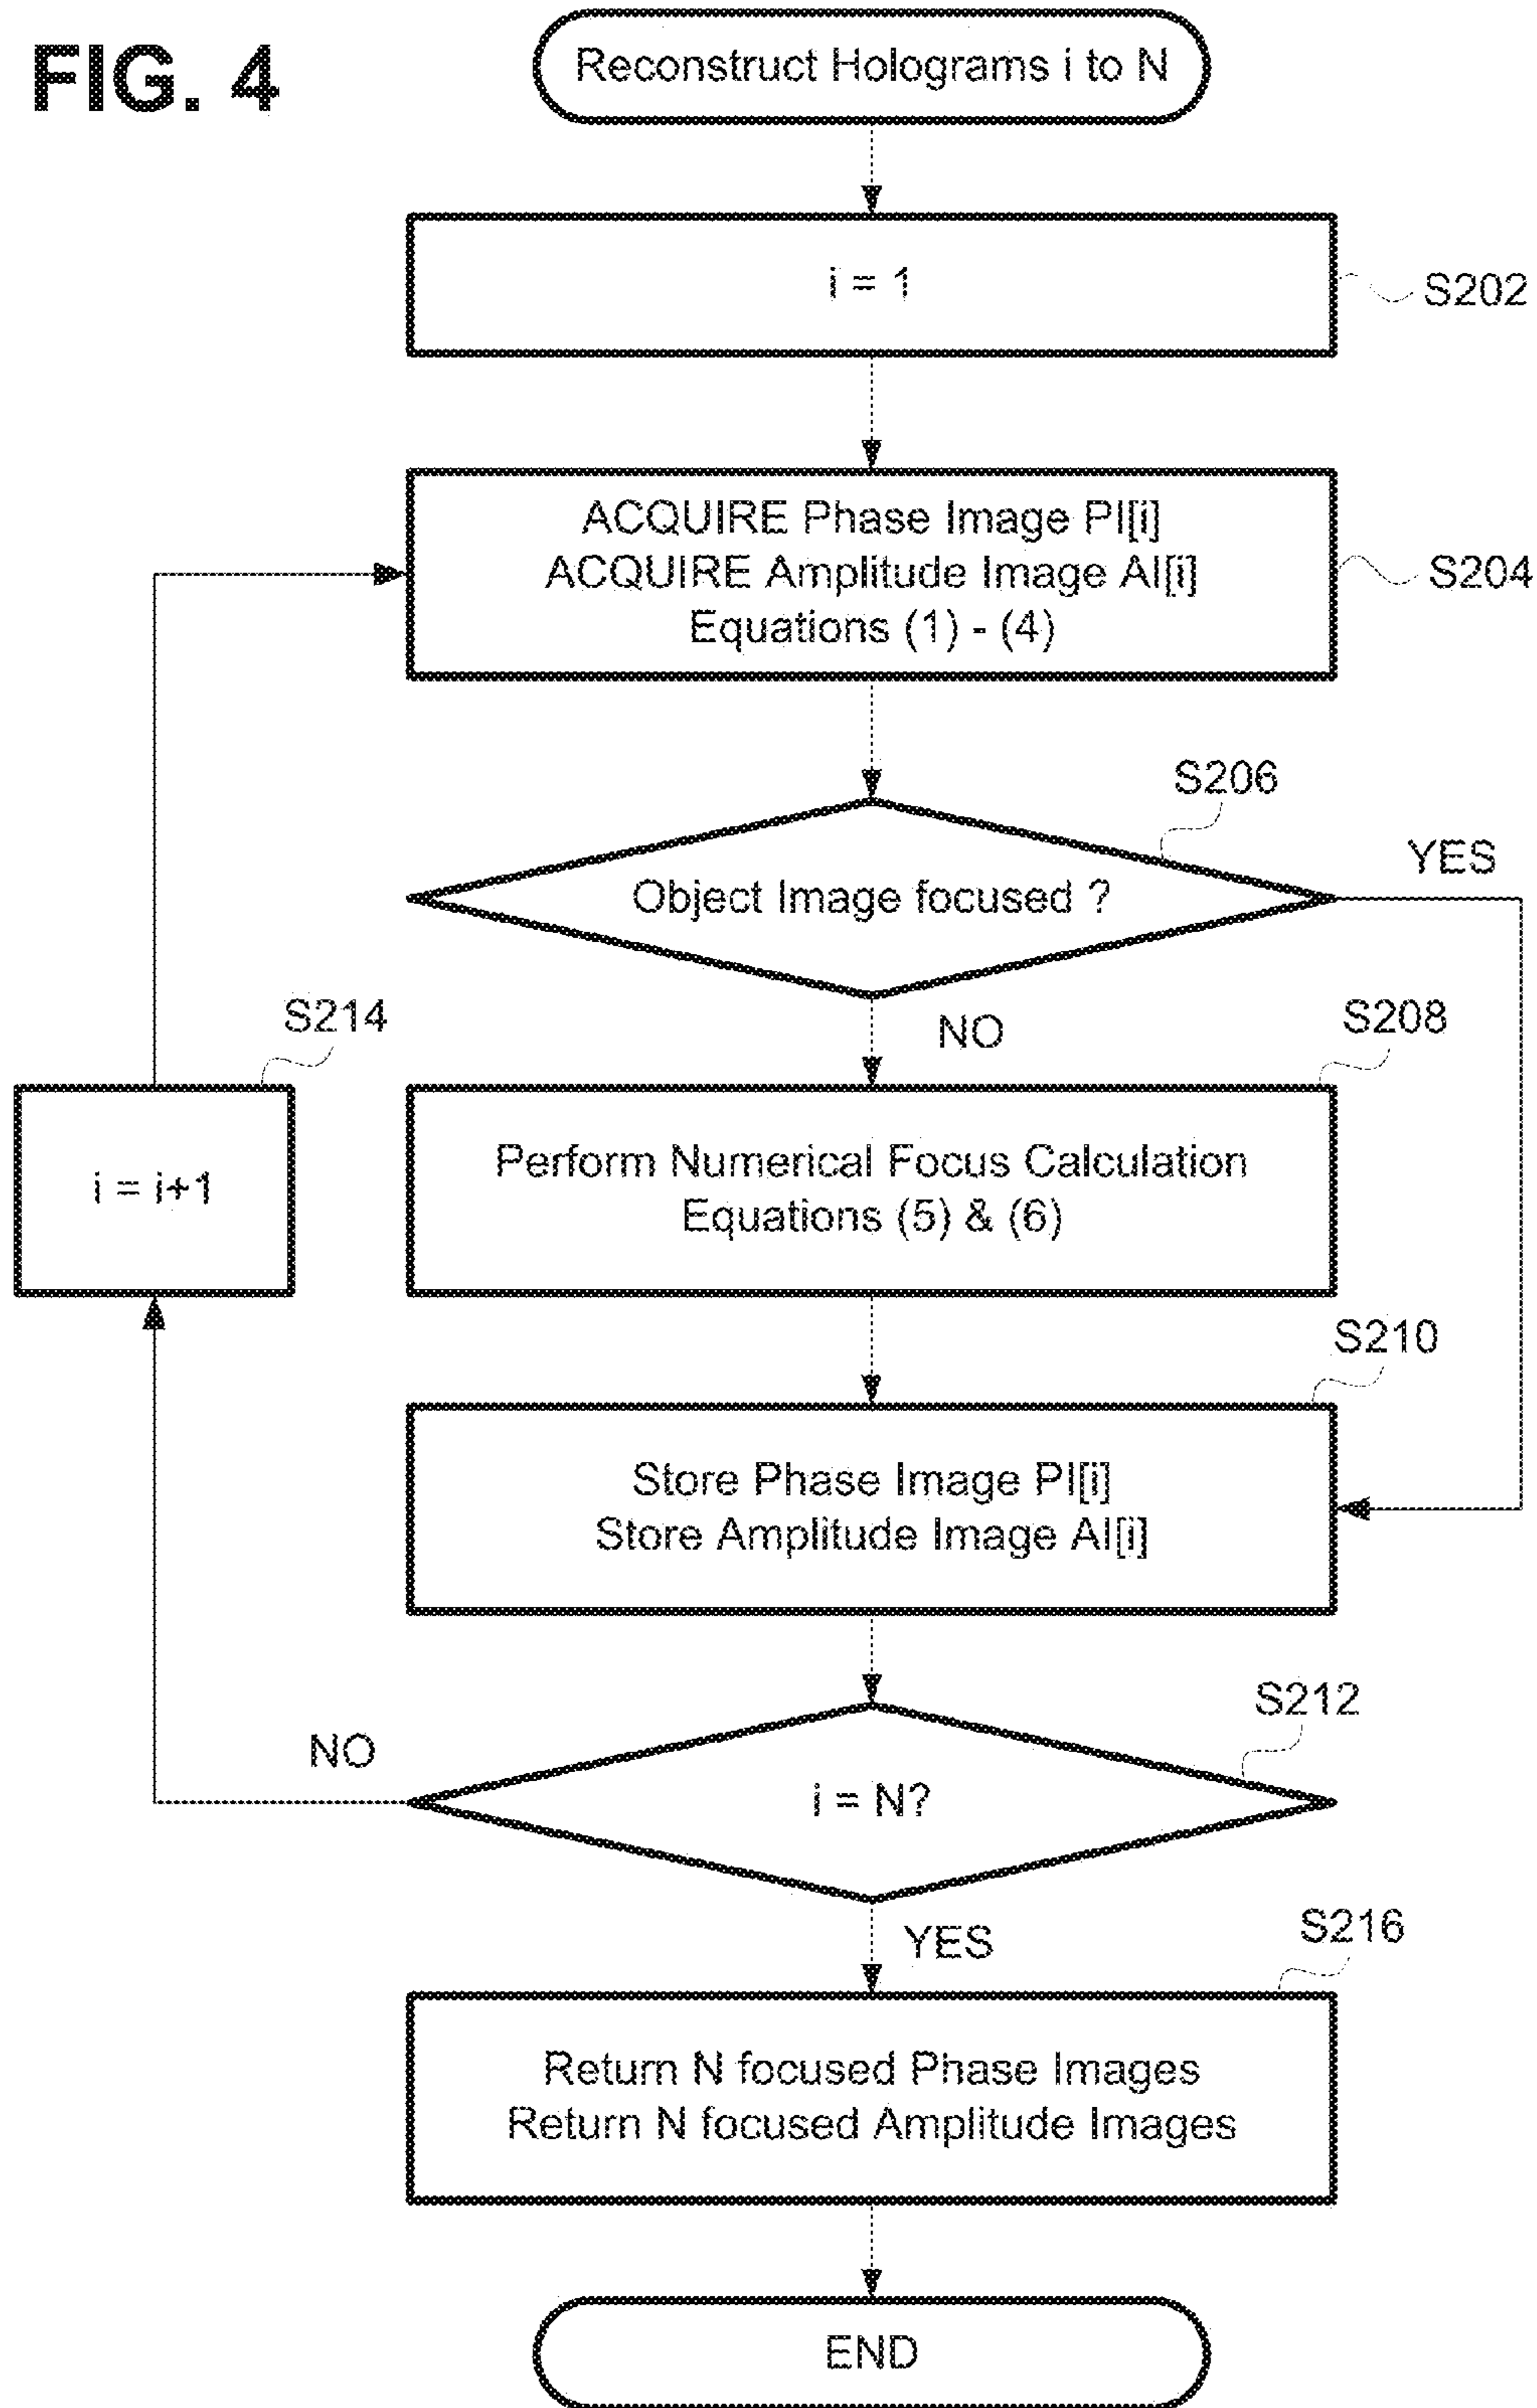 FIG. 4
Reconstruct Holograms i to N
i = 1
S202
ACQUIRE Phase Image PI[i]
ACQUIRE Amplitude Image AI[i]
Equations (1) - (4)
S204
S206
Object Image focused ?
YES
NO
S214
i = i+1
S208
Perform Numerical Focus Calculation
Equations (5) & (6)
S210
Store Phase Image PI[i]
Store Amplitude Image AI[i]
S212
NO
i = N?
YES
S216
Return N focused Phase Images
Return N focused Amplitude Images
END